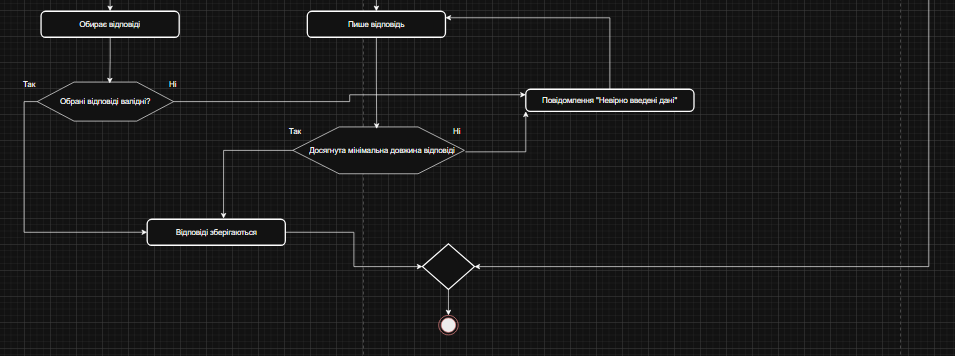 Обирає відповіді
Пише відповідь
Так
Ні
Обрані відповіді валідні?
Повідомлення "Невірно введені дані"
Так
Ні
Досягнута мінімальна довжина відповіді
Відповіді зберігаються